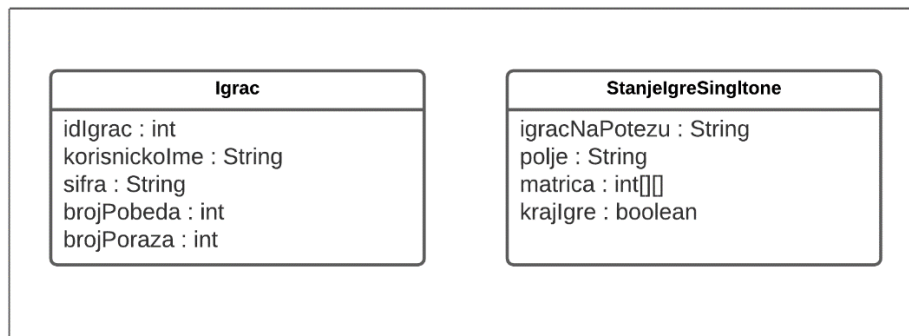 Igrac
idIgrac : int
korisnickoIme : String
sifra : String
brojPobeda : int
brojPoraza : int
StanjeIgreSingltone
igracNaPotezu : String
polje : String
matrica : int[][]
krajIgre : boolean